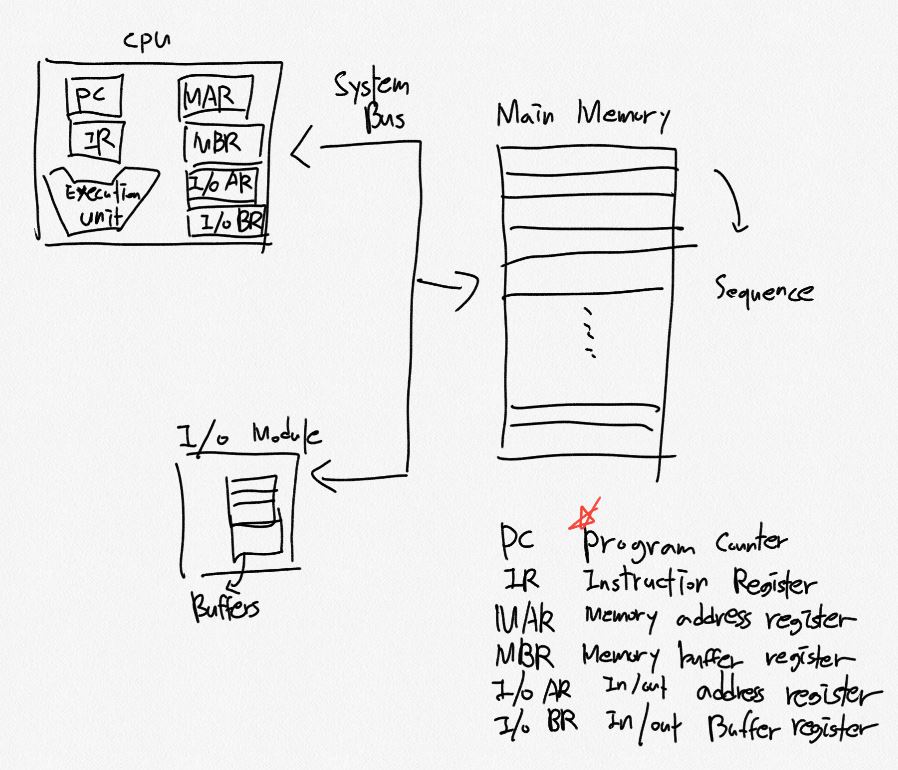 CPU
PC
IR
Execution
unit
MAR
MBR
I/O AR
I/O BR
System
Bus
Main Memory
Sequence
I/O Module
Buffers
PC Program Counter
IR Instruction Register
MAR Memory address register
MBR Memory buffer register
I/O AR In/out address register
I/O BR In/out Buffer register